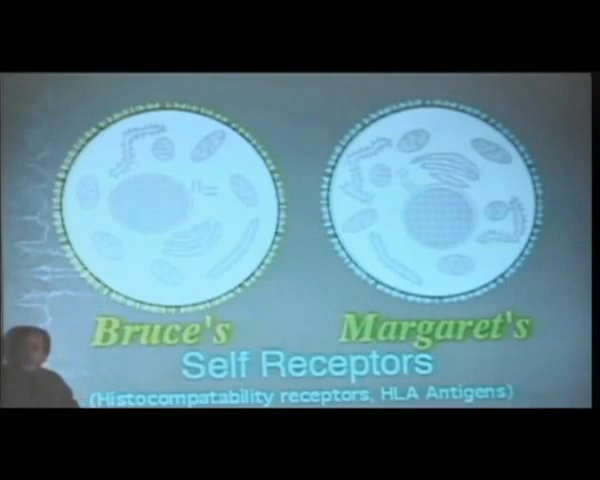 Bruce's Margaret's
Self Receptors
(Histocompatability receptors, HLA Antigens)